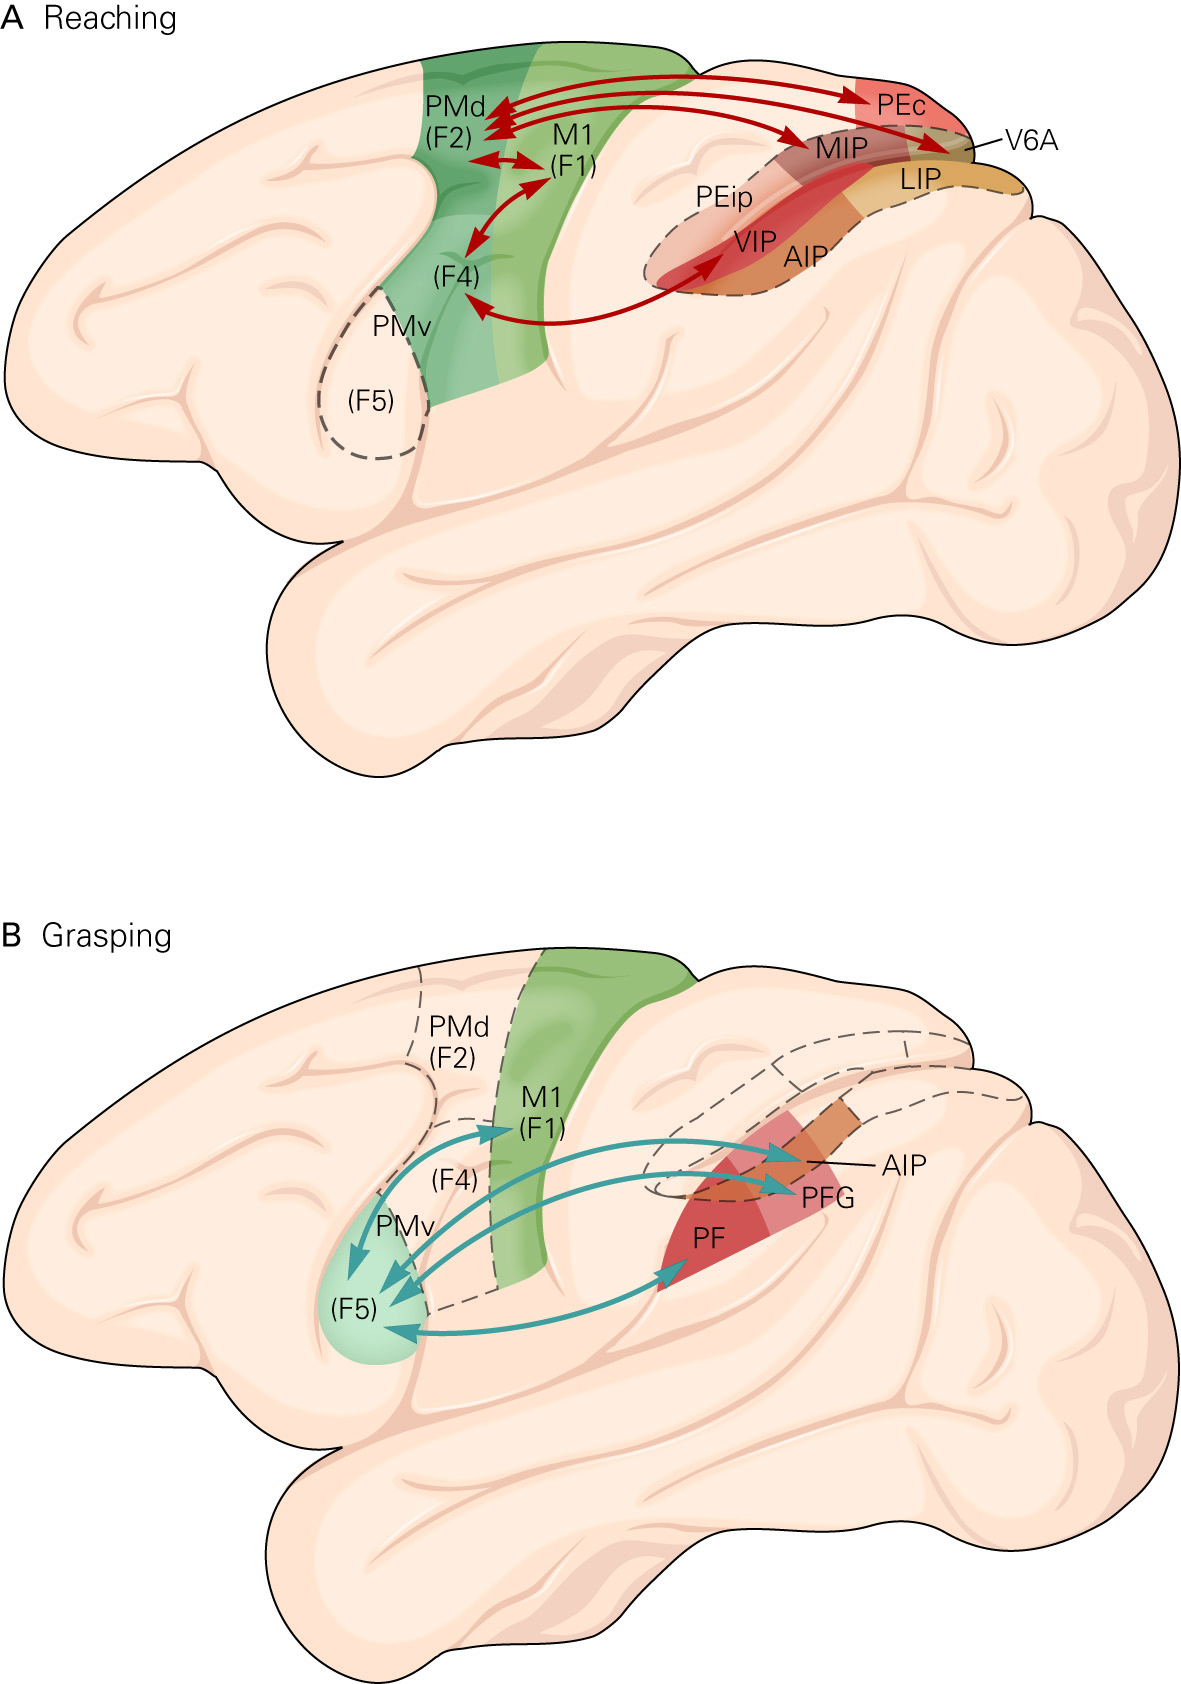 A Reaching
PMd
(F2)
M1
(F1)
PEc
V6A
MIP
LIP
PEip
VIP
AIP
(F4)
PMv
(F5)
B Grasping
PMd
(F2)
M1
(F1)
(F4)
AIP
PFG
PMv
PF
(F5)